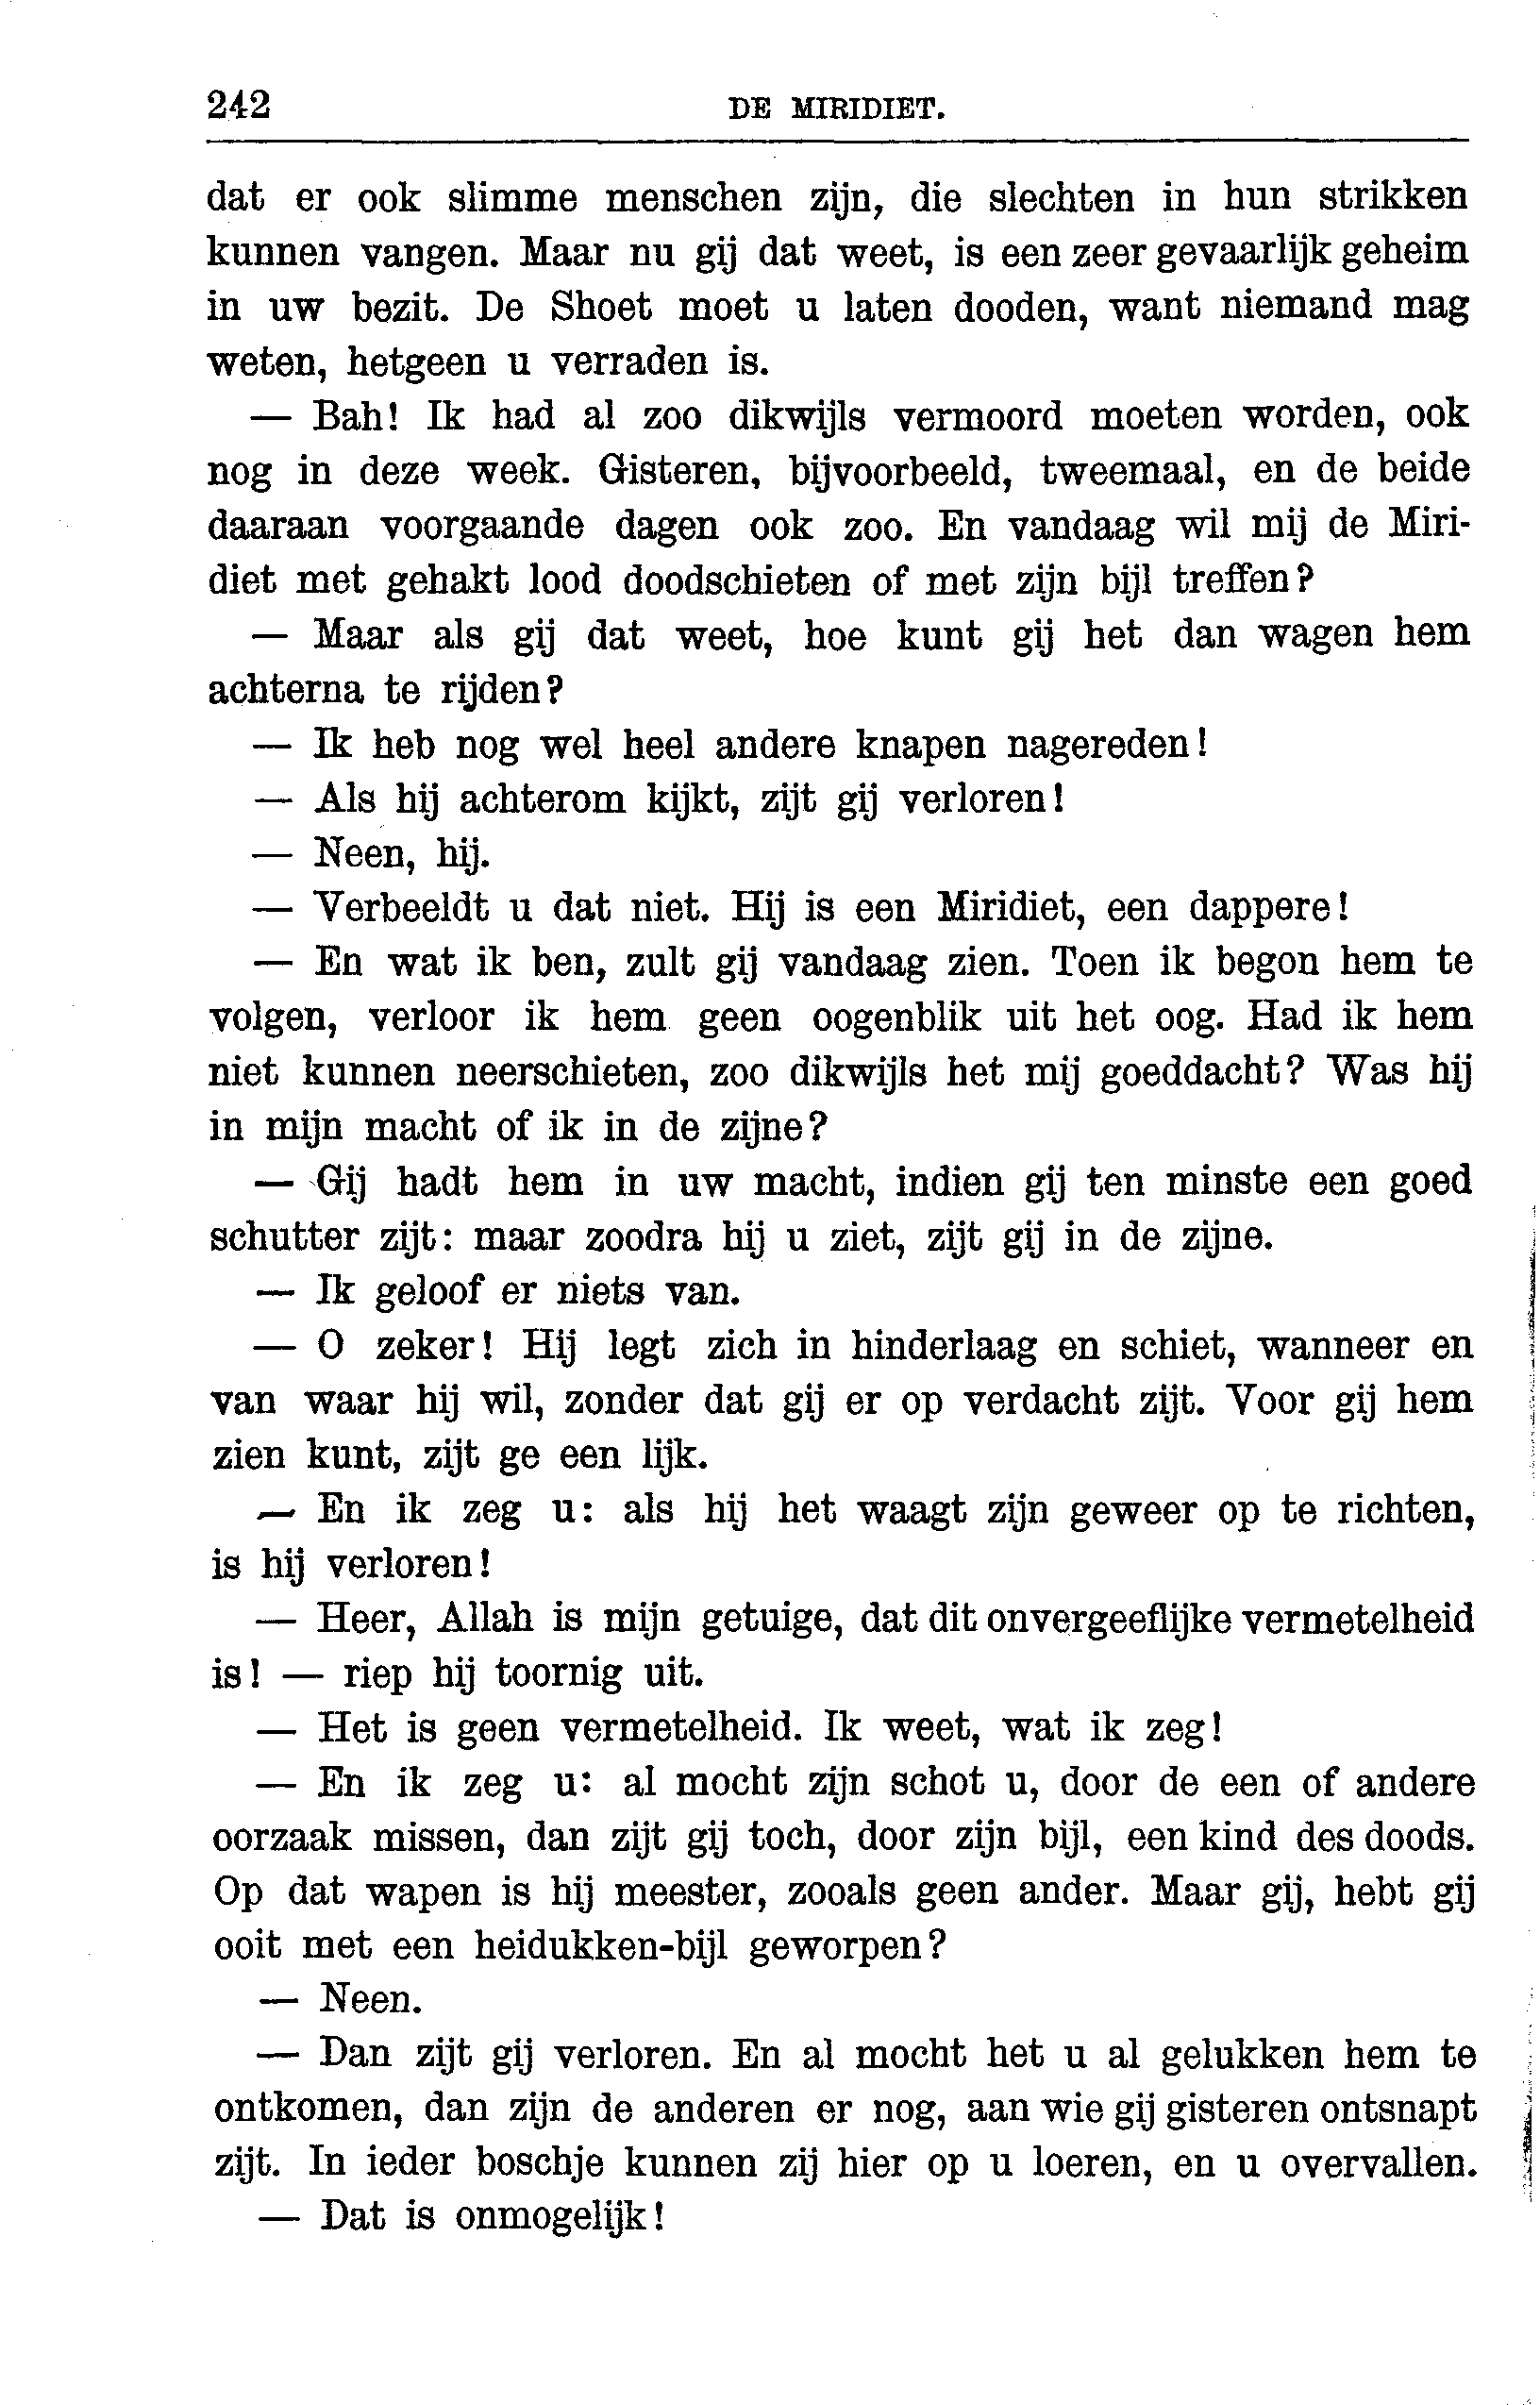 242 DE MIRIDIET.
dat er ook slimme menschen zijn, die slechten in hun strikken
kunnen vangen. Maar nu gij dat weet, is een zeer gevaarlijk geheim
in uw bezit. De Shoet moet u laten dooden, want niemand mag
weten, hetgeen u verraden is.
— Bah! Ik had al zoo dikwijls vermoord moeten worden, ook
nog in deze week. Gisteren, bijvoorbeeld, tweemaal, en de beide
daaraan voorgaande dagen ook zoo. En vandaag wil mij de Miri-
diet met gehakt lood doodschieten of met zijn bijl treffen?
— Maar als gij dat weet, hoe kunt gij het dan wagen hem
achterna te rijden?
— Ik heb nog wel heel andere knapen nagereden!
— Als hij achterom kijkt, zijt gij verloren!
— Neen, hij.
— Verbeeldt u dat niet. Hij is een Miridiet, een dappere!
— En wat ik ben, zult gij vandaag zien. Toen ik begon hem te
volgen, verloor ik hem geen oogenblik uit het oog. Had ik hem
niet kunnen neerschieten, zoo dikwijls het mij goeddacht? Was hij
in mijn macht of ik in de zijne?
— Gij hadt hem in uw macht, indien gij ten minste een goed
schutter zijt: maar zoodra hij u ziet, zijt gij in de zijne.
— Ik geloof er niets van.
— O zeker! Hij legt zich in hinderlaag en schiet, wanneer en
van waar hij wil, zonder dat gij er op verdacht zijt. Voor gij hem
zien kunt, zijt ge een lijk.
— En ik zeg u: als hij het waagt zijn geweer op te richten,
is hij verloren!
— Heer, Allah is mijn getuige, dat dit onvergeeflijke vermetelheid
is! — riep hij toornig uit.
— Het is geen vermetelheid. Ik weet, wat ik zeg!
— En ik zeg u: al mocht zijn schot u, door de een of andere
oorzaak missen, dan zijt gij toch, door zijn bijl, een kind des doods.
Op dat wapen is hij meester, zooals geen ander. Maar gij, hebt gij
ooit met een heidukken-bijl geworpen?
— Neen.
— Dan zijt gij verloren. En al mocht het u al gelukken hem te
ontkomen, dan zijn de anderen er nog, aan wie gij gisteren ontsnapt
zijt. In ieder boschje kunnen zij hier op u loeren, en u overvallen.
— Dat is onmogelijk!